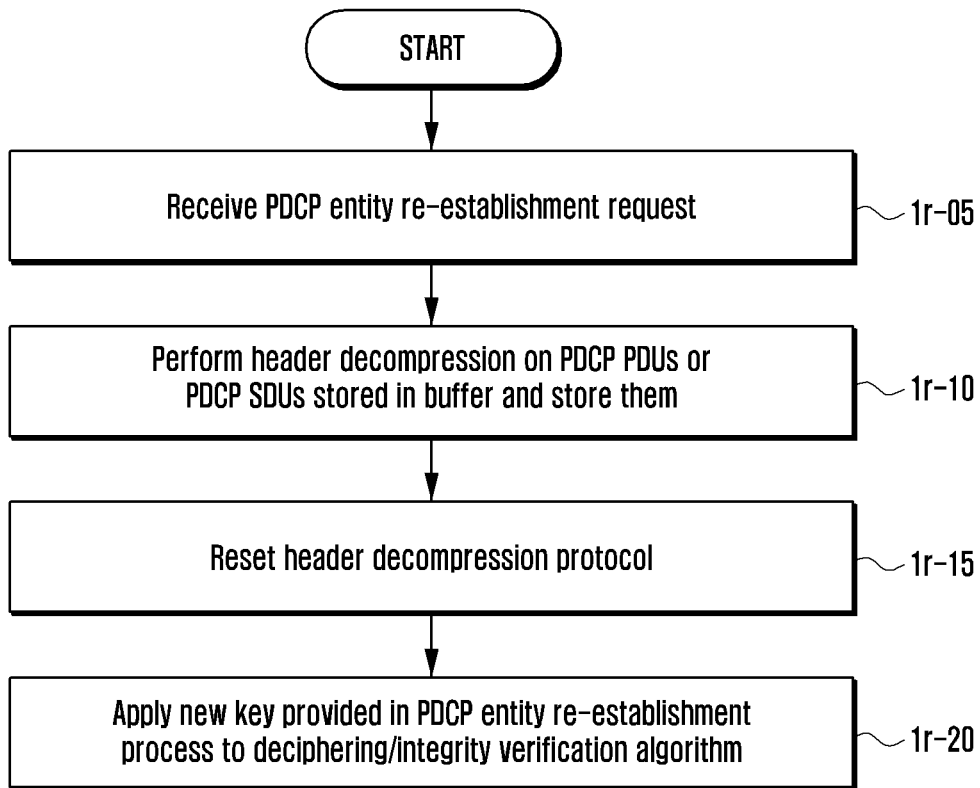 START
Receive PDCP entity re-establishment request
1r-05
Perform header decompression on PDCP PDUs or
PDCP SDUs stored in buffer and store them
1r-10
Reset header decompression protocol
1r-15
Apply new key provided in PDCP entity re-establishment
process to deciphering/integrity verification algorithm
1r-20